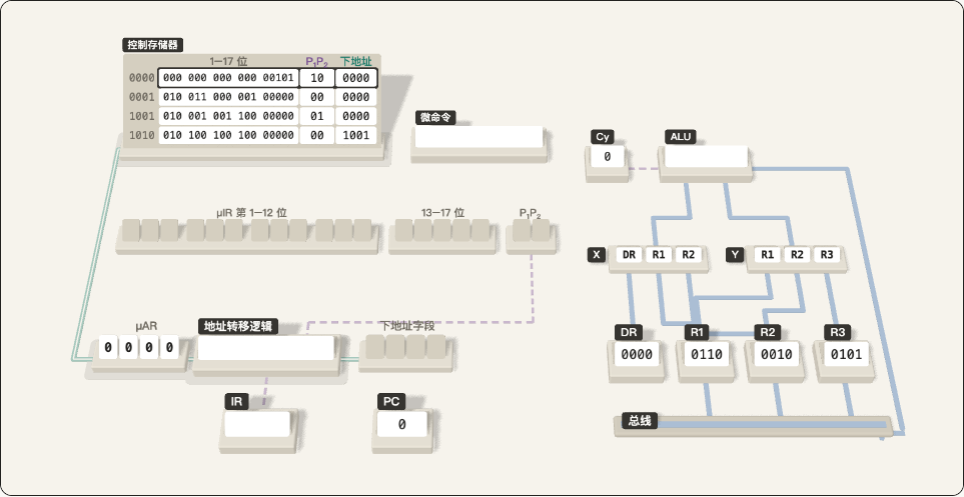 控制存储器
1—17 位 P₁P₂ 下地址
0000 000 000 000 000 00101 10 0000
0001 010 011 000 001 00000 00 0000
1001 010 001 001 100 00000 01 0000
1010 010 100 100 100 00000 00 1001
微命令
Cy
0
ALU
μIR 第 1—12 位
13—17 位
P₁P₂
X DR R1 R2
Y R1 R2 R3
μAR
0 0 0 0
地址转移逻辑
下地址字段
DR
0000
R1
0110
R2
0010
R3
0101
IR
PC
0
总线